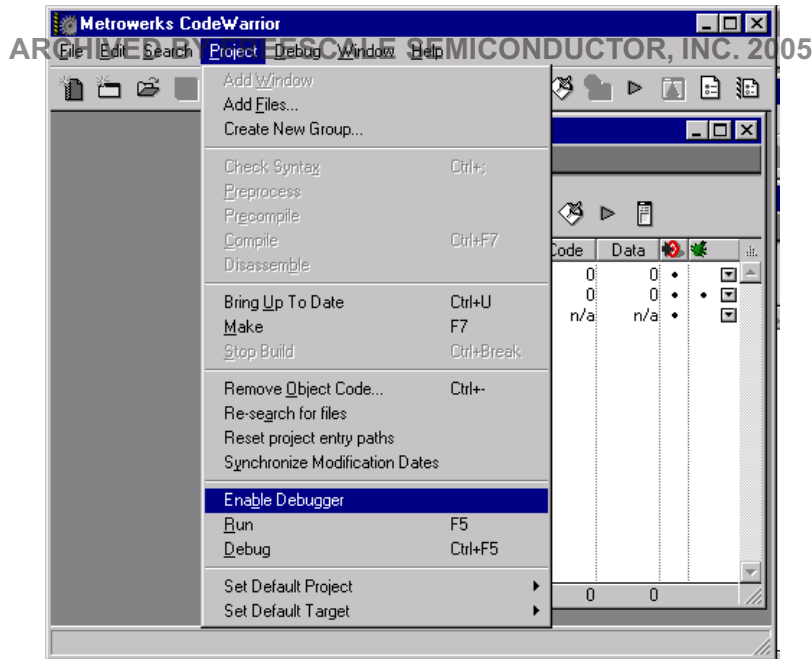 Metrowerks CodeWarrior
ARCHIVED BY FREESCALE SEMICONDUCTOR, INC. 2005
File Edit Search Project Debug Window Help
Add Window
Add Files...
Create New Group...
Check Syntax Ctrl+;
Preprocess
Precompile
Compile Ctrl+F7
Disassemble
Code Data
0 0
0 0
n/a n/a
Bring Up To Date Ctrl+U
Make F7
Stop Build Ctrl+Break
Remove Object Code... Ctrl+-
Re-search for files
Reset project entry paths
Synchronize Modification Dates
Enable Debugger
Run F5
Debug Ctrl+F5
Set Default Project
Set Default Target
0 0